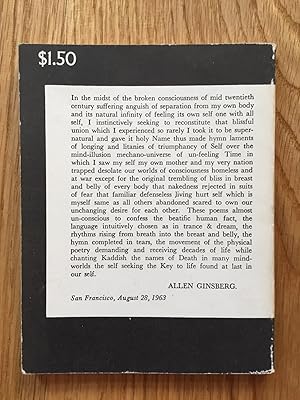 $1.50
In the midst of the broken consciousness of mid twentieth
century suffering anguish of separation from my own body
and its natural infinity of feeling its own self one with all
self, I instinctively seeking to reconstitute that blissful
union which I experienced so rarely I took it to be super-
natural and gave it holy Name thus made hymn laments
of longing and litanies of triumphancy of Self over the
mind-illusion mechano-universe of un-feeling Time in
which I saw my self my own mother and my very nation
trapped desolate our worlds of consciousness homeless and
at war except for the original trembling of bliss in breast
and belly of every body that nakedness rejected in suits
of fear that familiar defenseless living hurt self which is
myself same as all others abandoned scared to own our
unchanging desire for each other. These poems almost
un-conscious to confess the beatific human fact, the
language intuitively chosen as in trance & dream, the
rhythms rising from breath into the breast and belly, the
hymn completed in tears, the movement of the physical
poetry demanding and receiving decades of life while
chanting Kaddish the names of Death in many mind-
worlds the self seeking the Key to life found at last in
our self.
ALLEN GINSBERG.
San Francisco, August 28, 1963